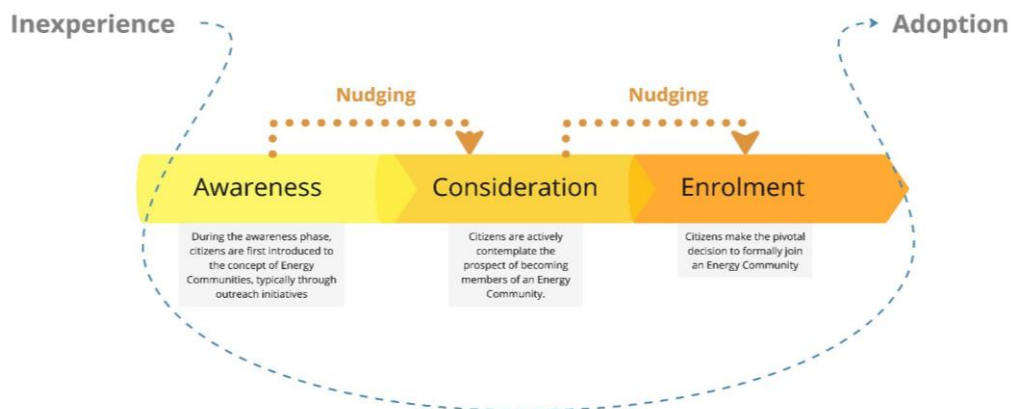 Inexperience
Adoption
Nudging
Nudging
Awareness
Consideration
Enrolment
During the awareness phase,
citizens are first introduced to
the concept of Energy
Communities, typically through
outreach initiatives
Citizens are actively
contemplate the
prospect of becoming
members of an Energy
Community.
Citizens make the pivotal
decision to formally join
an Energy Community